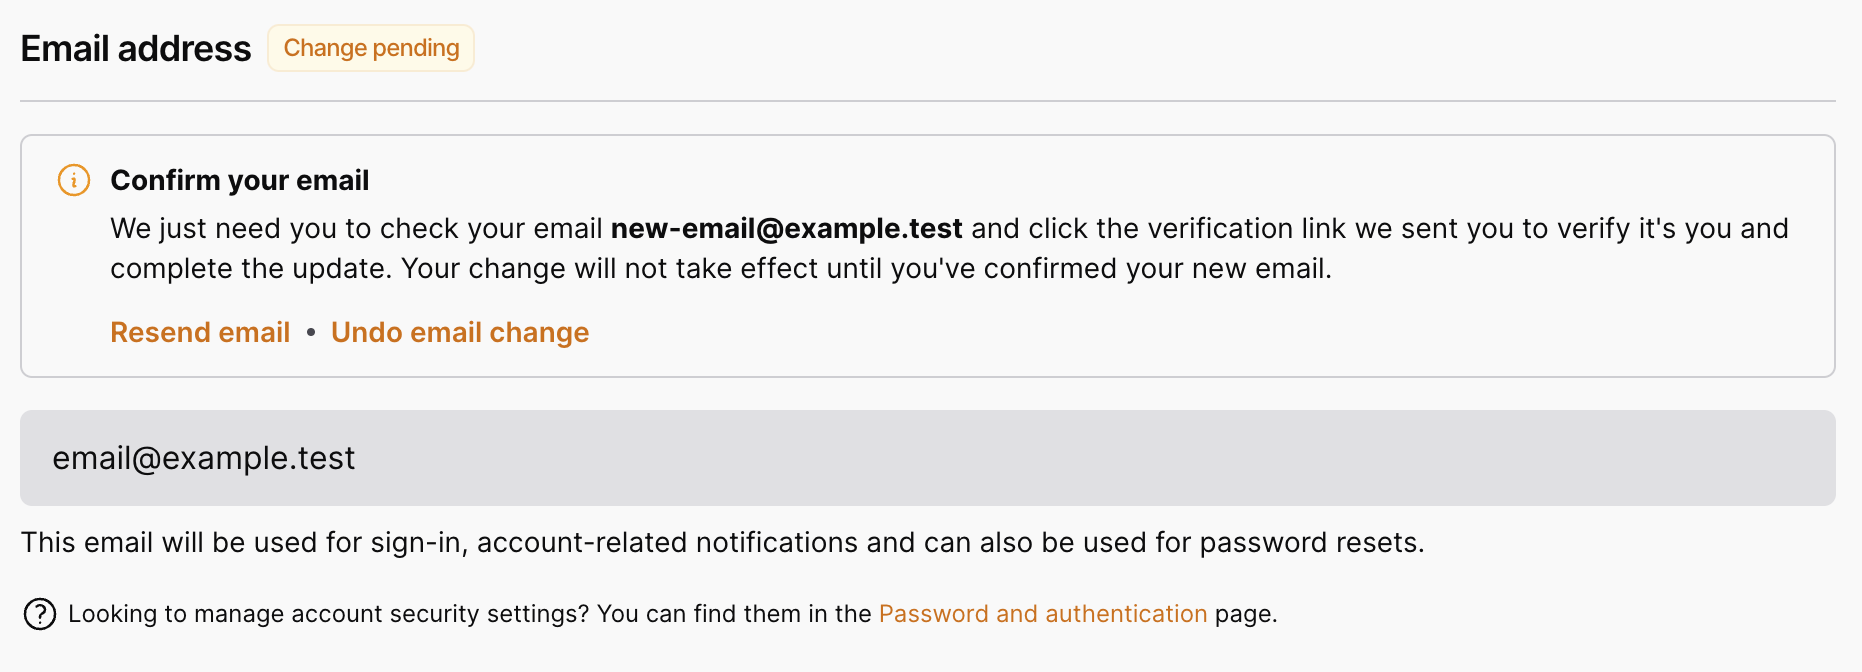 Email address
Change pending
Confirm your email
We just need you to check your email new-email@example.test and click the verification link we sent you to verify it's you and
complete the update. Your change will not take effect until you've confirmed your new email.
Resend email • Undo email change
email@example.test
This email will be used for sign-in, account-related notifications and can also be used for password resets.
Looking to manage account security settings? You can find them in the Password and authentication page.